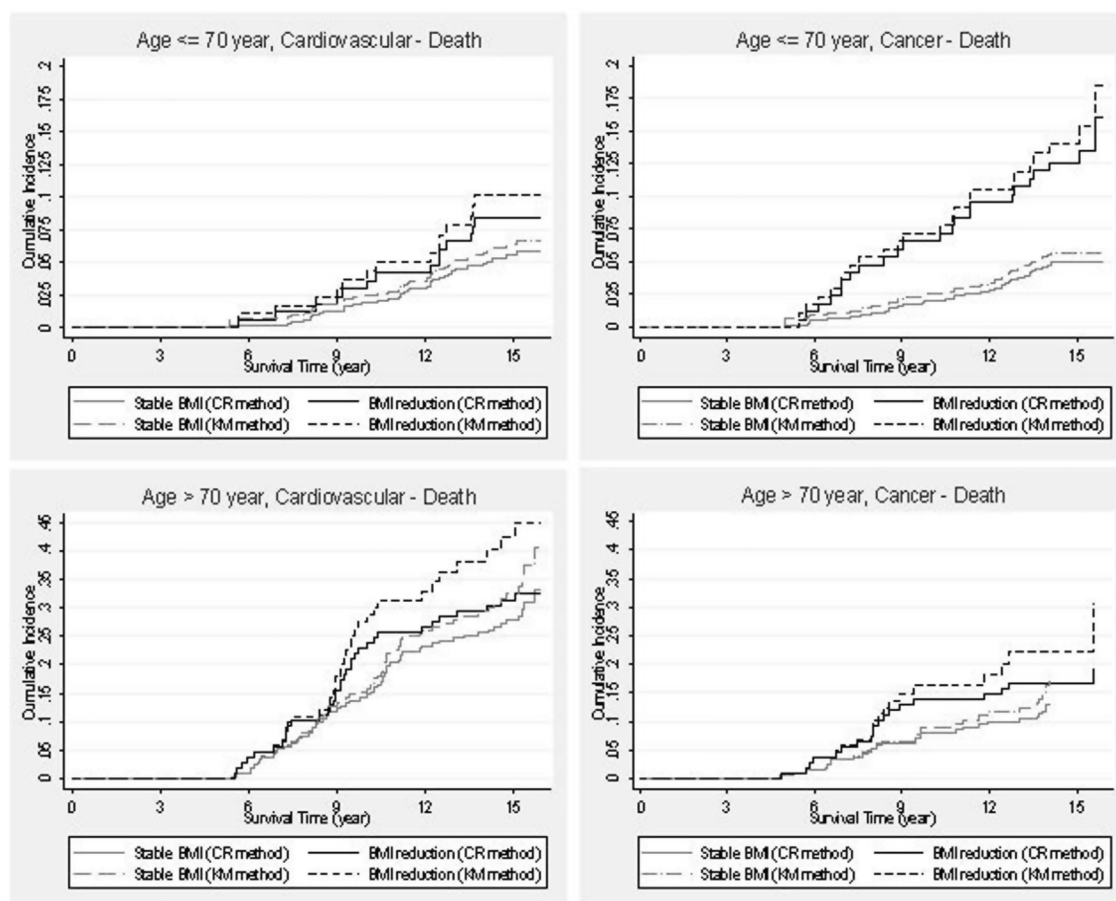 Age <= 70 year, Cardiovascular - Death
Cumulative Incidence
0 .025 .05 .075 .1 .125 .15 .175 .2
0 3 6 9 12 15
Survival Time (year)
Stable BMI (CR method) BMI reduction (CR method)
Stable BMI (KM method) BMI reduction (KM method)
Age <= 70 year, Cancer - Death
Cumulative Incidence
0 .025 .05 .075 .1 .125 .15 .175 .2
0 3 6 9 12 15
Survival Time (year)
Stable BMI (CR method) BMI reduction (CR method)
Stable BMI (KM method) BMI reduction (KM method)
Age > 70 year, Cardiovascular - Death
Cumulative Incidence
0 .05 .1 .15 .2 .25 .3 .35 .4 .45
0 3 6 9 12 15
Survival Time (year)
Stable BMI (CR method) BMI reduction (CR method)
Stable BMI (KM method) BMI reduction (KM method)
Age > 70 year, Cancer - Death
Cumulative Incidence
0 .05 .1 .15 .2 .25 .3 .35 .4 .45
0 3 6 9 12 15
Survival Time (year)
Stable BMI (CR method) BMI reduction (CR method)
Stable BMI (KM method) BMI reduction (KM method)